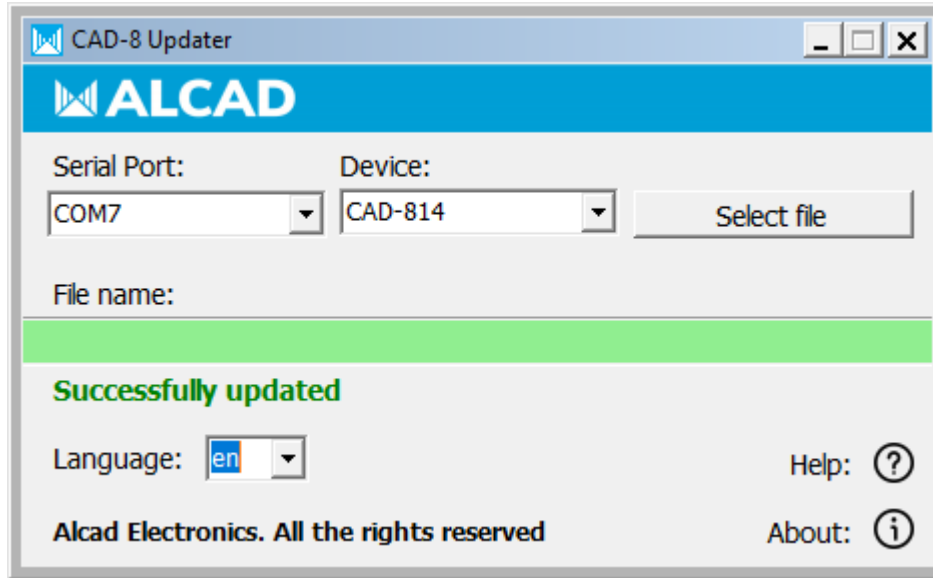 CAD-8 Updater
ALCAD
Serial Port: Device:
COM7 CAD-814 Select file
File name:
Successfully updated
Language: en
Help: ?
Alcad Electronics. All the rights reserved
About: i